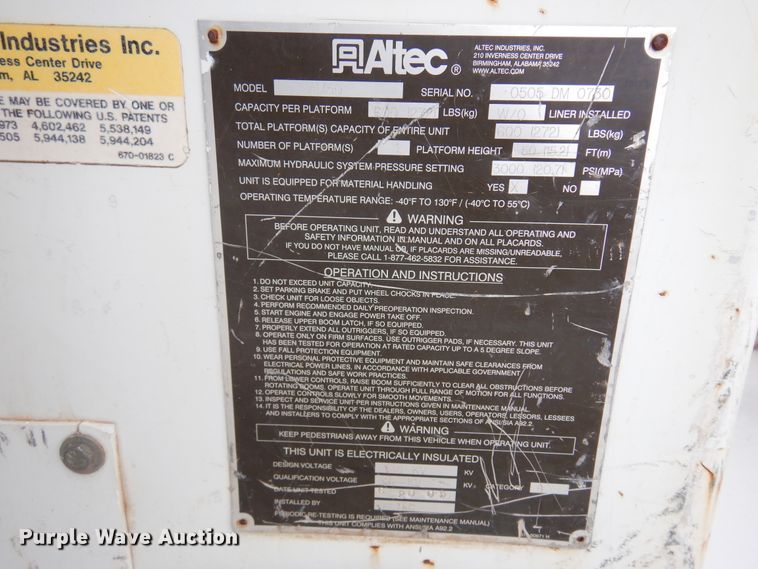 Industries Inc.
ess Center Drive
m, AL 35242
E MAY BE COVERED BY ONE OR
THE FOLLOWING U.S. PATENTS
973 4,602,462 5,538,149
505 5,944,138 5,944,204
670-01823 C
Altec®
ALTEC INDUSTRIES, INC.
210 INVERNESS CENTER DRIVE
BIRMINGHAM, ALABAMA 35242
WWW.ALTEC.COM
MODEL SERIAL NO. 0505 DM 0730
CAPACITY PER PLATFORM LBS(kg) W/O LINER INSTALLED
TOTAL PLATFORM(S) CAPACITY OF ENTIRE UNIT 600 (272) LBS(kg)
NUMBER OF PLATFORM(S) PLATFORM HEIGHT FT(m)
MAXIMUM HYDRAULIC SYSTEM PRESSURE SETTING 3000 (20.7) PSI(MPa)
UNIT IS EQUIPPED FOR MATERIAL HANDLING YES X NO
OPERATING TEMPERATURE RANGE: -40°F TO 130°F / (-40°C TO 55°C)
WARNING
BEFORE OPERATING UNIT, READ AND UNDERSTAND ALL OPERATING AND
SAFETY INFORMATION IN MANUAL AND ON ALL PLACARDS.
IF YOU DO NOT HAVE MANUAL OR, IF PLACARDS ARE MISSING/UNREADABLE,
PLEASE CALL 1-877-462-5832 FOR ASSISTANCE.
OPERATION AND INSTRUCTIONS
1. DO NOT EXCEED UNIT CAPACITY.
2. SET PARKING BRAKE AND PUT WHEEL CHOCKS IN PLACE.
3. CHECK UNIT FOR LOOSE OBJECTS.
4. PERFORM RECOMMENDED DAILY PREOPERATION INSPECTION.
5. START ENGINE AND ENGAGE POWER TAKE OFF.
6. RELEASE UPPER BOOM LATCH, IF SO EQUIPPED.
7. PROPERLY EXTEND ALL OUTRIGGERS, IF SO EQUIPPED.
8. OPERATE ONLY ON FIRM SURFACES. USE OUTRIGGER PADS, IF NECESSARY. THIS UNIT
HAS BEEN TESTED FOR OPERATION AT RATED CAPACITY UP TO A 5 DEGREE SLOPE.
9. USE FALL PROTECTION EQUIPMENT.
10. WEAR PERSONAL PROTECTIVE EQUIPMENT AND MAINTAIN SAFE CLEARANCES FROM
ELECTRICAL POWER LINES, IN ACCORDANCE WITH APPLICABLE GOVERNMENT
REGULATIONS AND SAFE WORK PRACTICES.
11. FROM LOWER CONTROLS, RAISE BOOM SUFFICIENTLY TO CLEAR ALL OBSTRUCTIONS BEFORE
ROTATING BOOMS. OPERATE UNIT THROUGH FULL RANGE OF MOTION FOR ALL FUNCTIONS.
12. OPERATE CONTROLS SLOWLY FOR SMOOTH MOVEMENTS.
13. INSPECT AND SERVICE UNIT PER INSTRUCTIONS GIVEN IN MAINTENANCE MANUAL.
14. IT IS THE RESPONSIBILITY OF THE DEALERS, OWNERS, USERS, OPERATORS, LESSORS, LESSEES
AND INSTALLERS TO COMPLY WITH THE APPROPRIATE SECTIONS OF ANSI/SIA A92.2.
WARNING
KEEP PEDESTRIANS AWAY FROM THIS VEHICLE WHEN OPERATING UNIT.
THIS UNIT IS ELECTRICALLY INSULATED
DESIGN VOLTAGE KV
QUALIFICATION VOLTAGE KV: CATEGORY
DATE UNIT TESTED
INSTALLED BY
PERIODIC RE-TESTING IS REQUIRED (SEE MAINTENANCE MANUAL)
THIS UNIT COMPLIES WITH ANSI/SIA A92.2
Purple Wave Auction